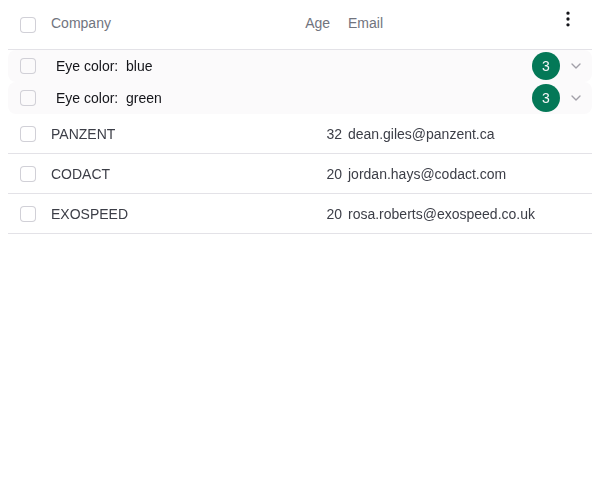 Company Age Email
Eye color: blue 3
Eye color: green 3
PANZENT 32 dean.giles@panzent.ca
CODACT 20 jordan.hays@codact.com
EXOSPEED 20 rosa.roberts@exospeed.co.uk